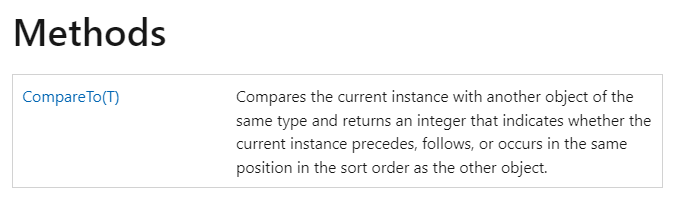 Methods
CompareTo(T)
Compares the current instance with another object of the
same type and returns an integer that indicates whether the
current instance precedes, follows, or occurs in the same
position in the sort order as the other object.